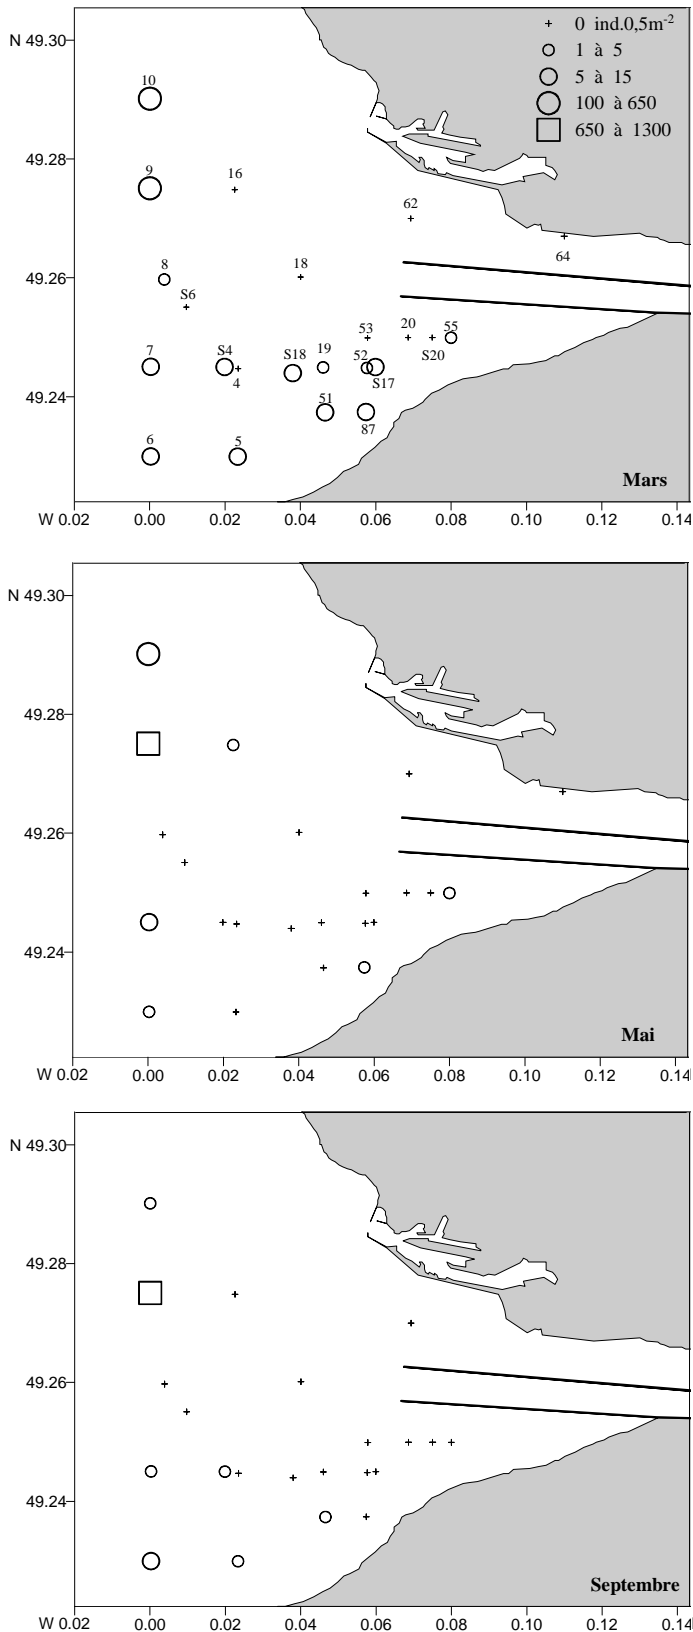 N 49.30
0 ind.0,5m-2
1 à 5
5 à 15
10
100 à 650
650 à 1300
49.28
9
16
62
64
8
18
49.26
S6
53
20
55
7
S4
S18
19
52
S20
4
S17
49.24
51
87
6
5
Mars
W 0.02
0.00
0.02
0.04
0.06
0.08
0.10
0.12
0.14
N 49.30
49.28
49.26
49.24
Mai
W 0.02
0.00
0.02
0.04
0.06
0.08
0.10
0.12
0.14
N 49.30
49.28
49.26
49.24
Septembre
W 0.02
0.00
0.02
0.04
0.06
0.08
0.10
0.12
0.14